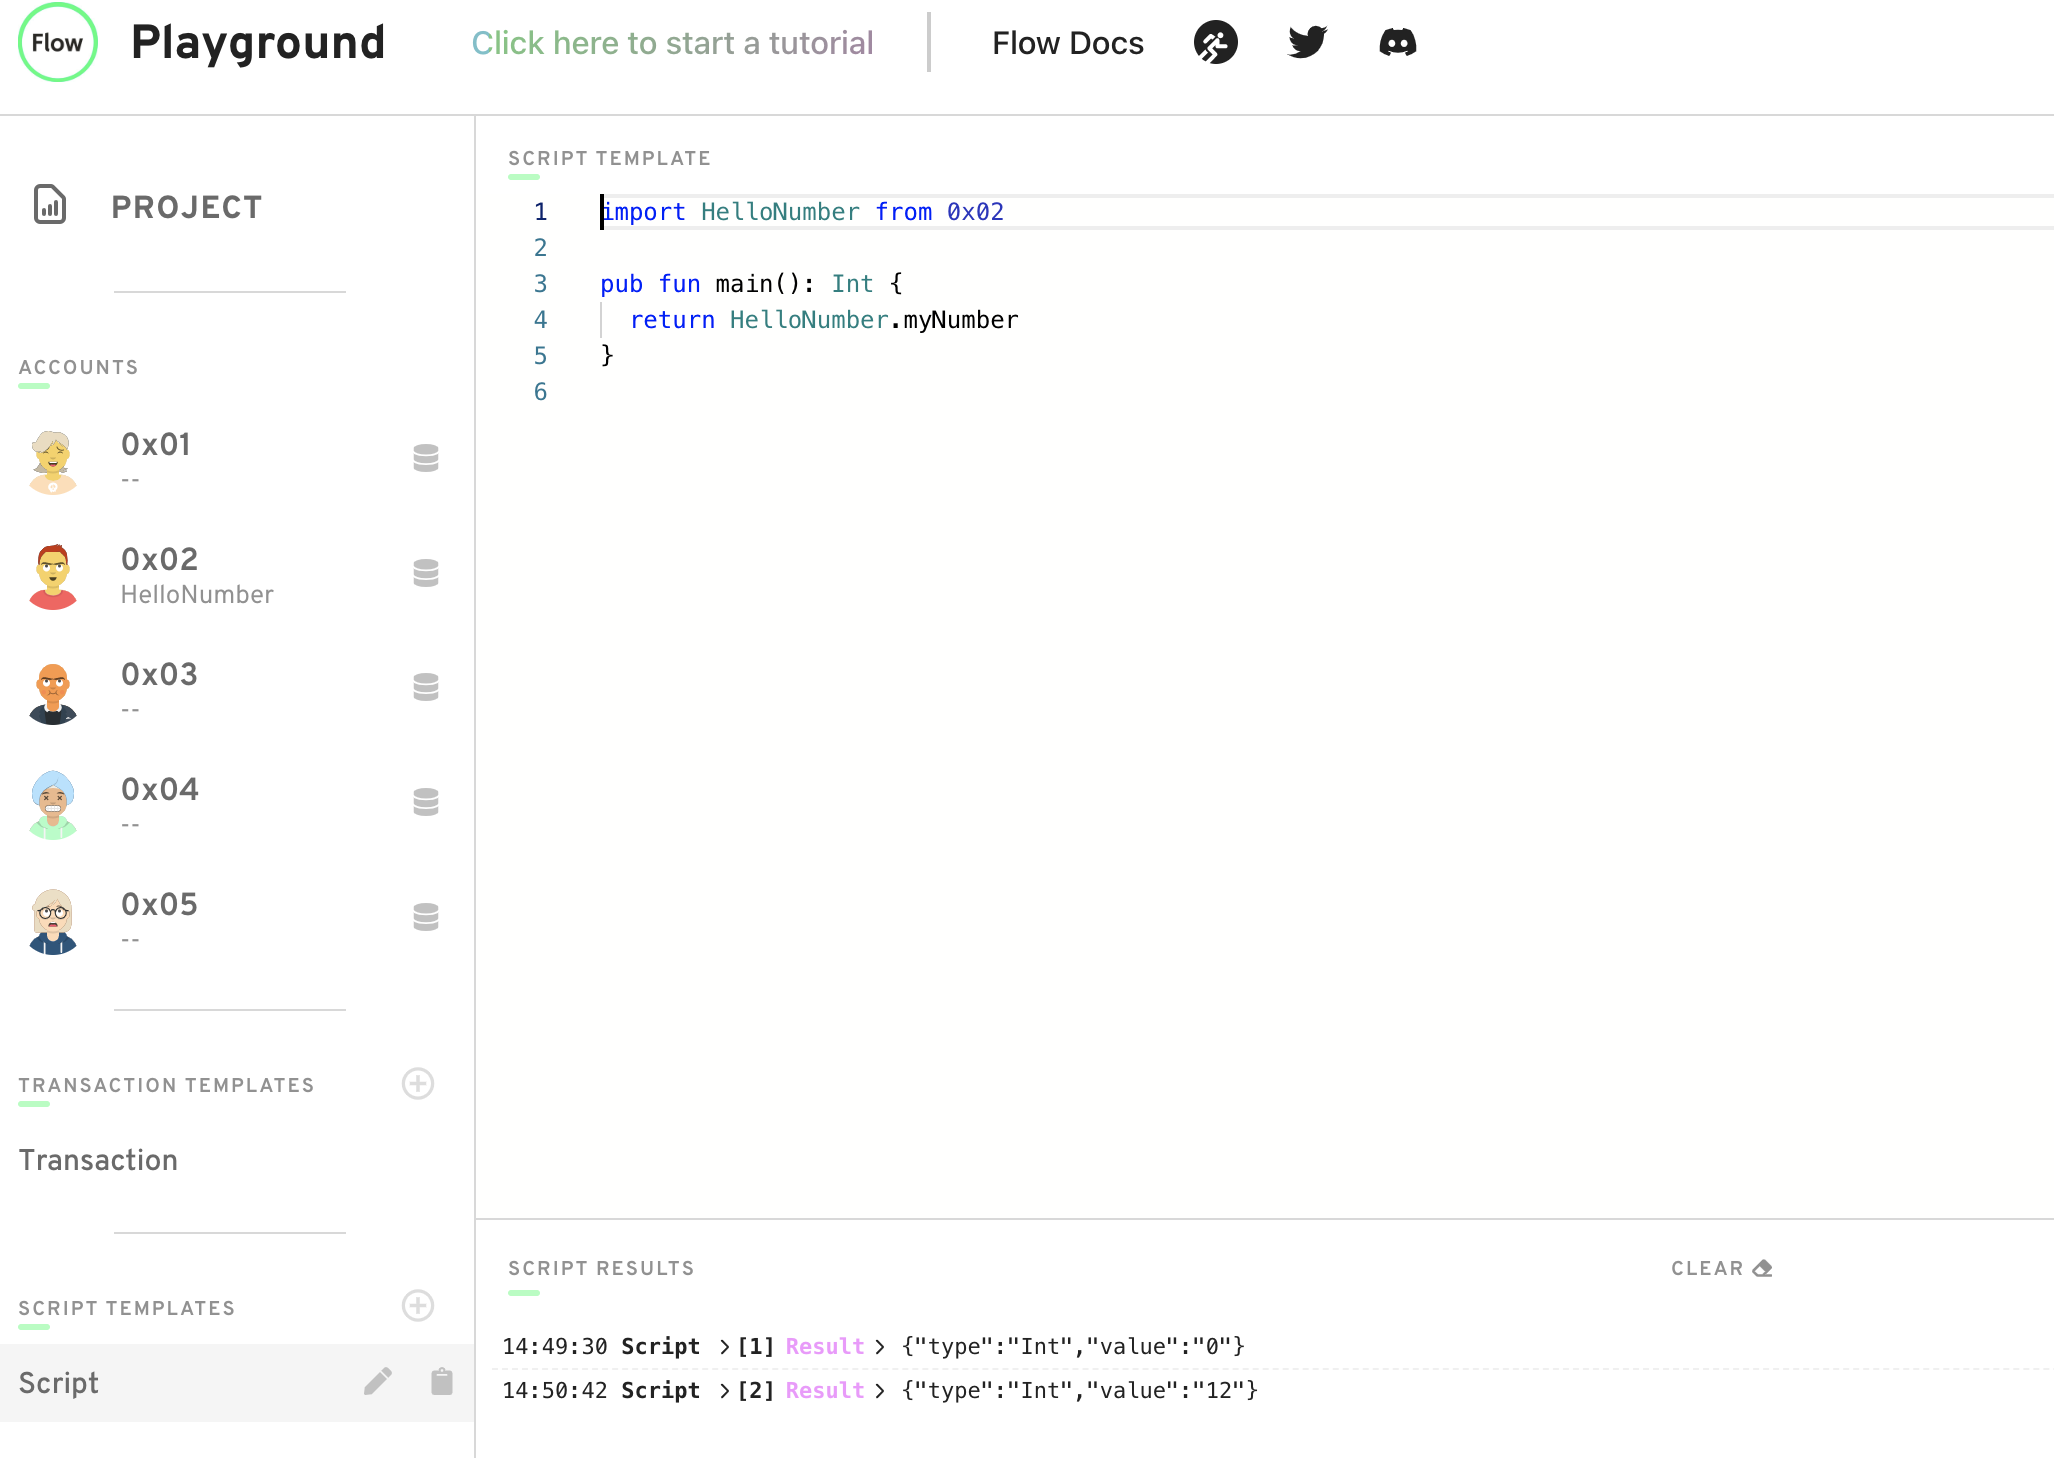 Flow Playground Click here to start a tutorial Flow Docs
PROJECT
ACCOUNTS
0x01
--
0x02
HelloNumber
0x03
--
0x04
--
0x05
--
TRANSACTION TEMPLATES
Transaction
SCRIPT TEMPLATES
Script
SCRIPT TEMPLATE
1 import HelloNumber from 0x02
2
3 pub fun main(): Int {
4 return HelloNumber.myNumber
5 }
6
SCRIPT RESULTS CLEAR
14:49:30 Script >[1] Result > {"type":"Int","value":"0"}
14:50:42 Script >[2] Result > {"type":"Int","value":"12"}